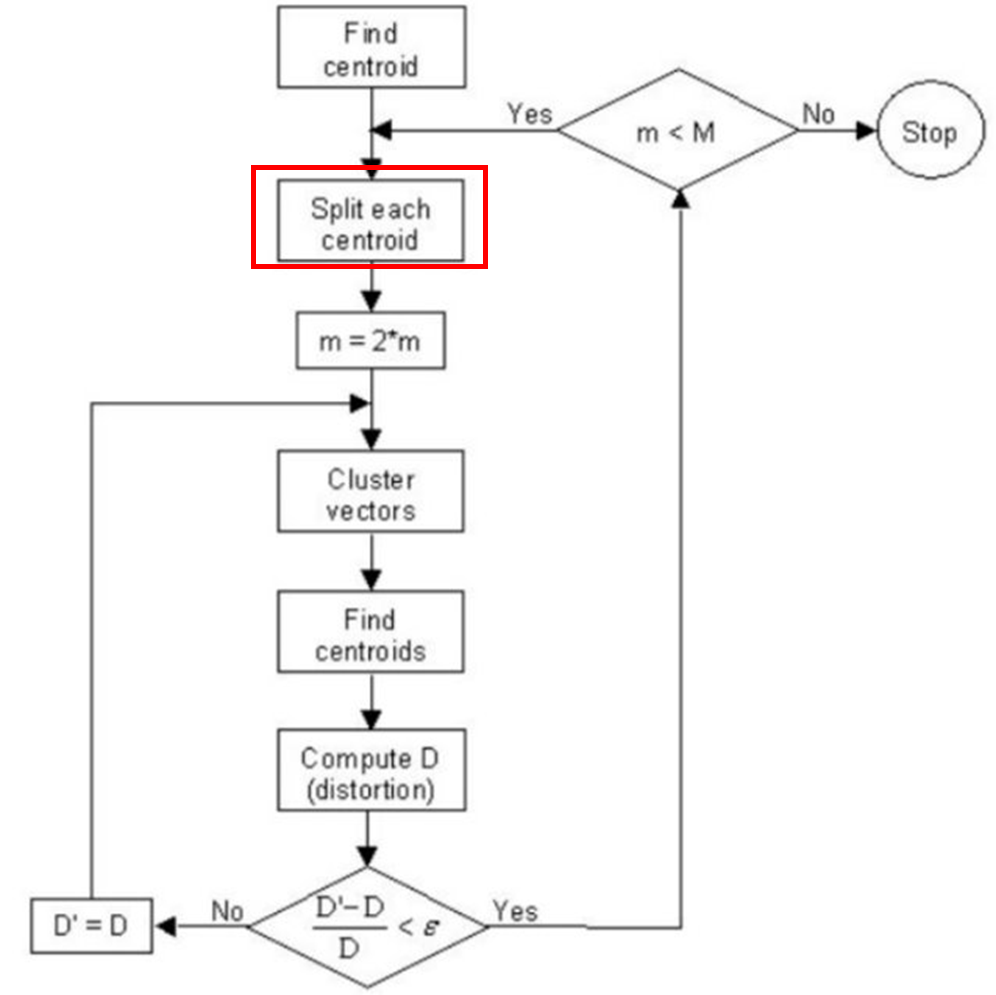 Find
centroid
Yes
m < M
No
Stop
Split each
centroid
m = 2*m
Cluster
vectors
Find
centroids
Compute D
(distortion)
D' = D
No
D'−D
D
< ε
Yes